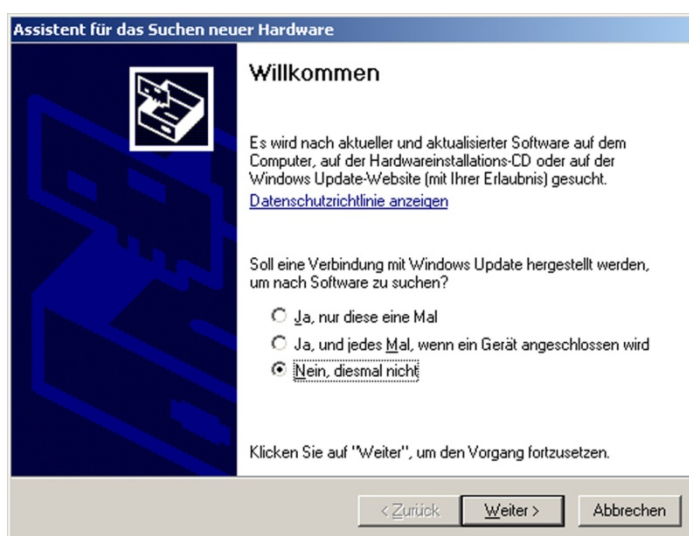 Assistent für das Suchen neuer Hardware
Willkommen
Es wird nach aktueller und aktualisierter Software auf dem
Computer, auf der Hardwareinstallations-CD oder auf der
Windows Update-Website (mit Ihrer Erlaubnis) gesucht.
Datenschutzrichtlinie anzeigen
Soll eine Verbindung mit Windows Update hergestellt werden,
um nach Software zu suchen?
Ja, nur diese eine Mal
Ja, und jedes Mal, wenn ein Gerät angeschlossen wird
Nein, diesmal nicht
Klicken Sie auf "Weiter", um den Vorgang fortzusetzen.
< Zurück Weiter > Abbrechen